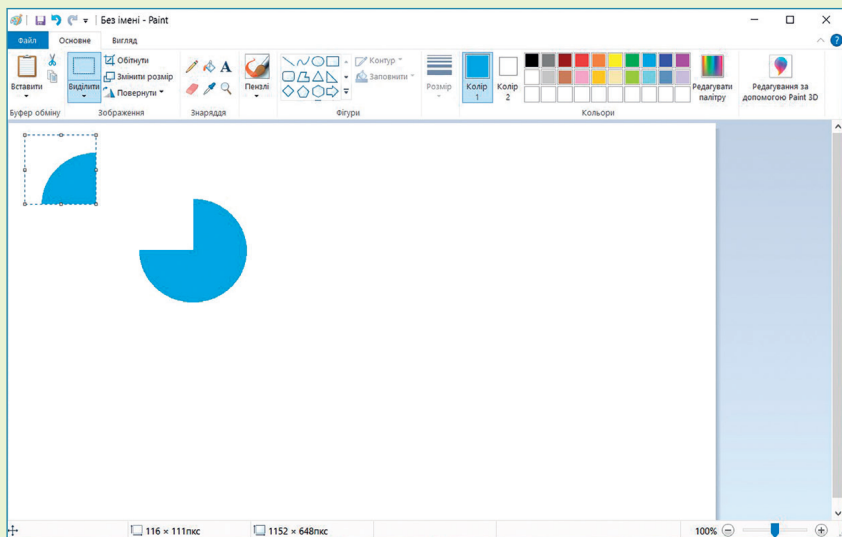 Без імені - Paint
Файл Основне Вигляд
Вставити
Виділити
Обітнути
Змінити розмір
Повернути
A
Пензлі
Контур
Заповнити
Розмір
Колір 1
Колір 2
Редагувати палітру
Редагування за допомогою Paint 3D
Буфер обміну Зображення Знаряддя Фігури Кольори
116 × 111пкс 1152 × 648пкс 100%